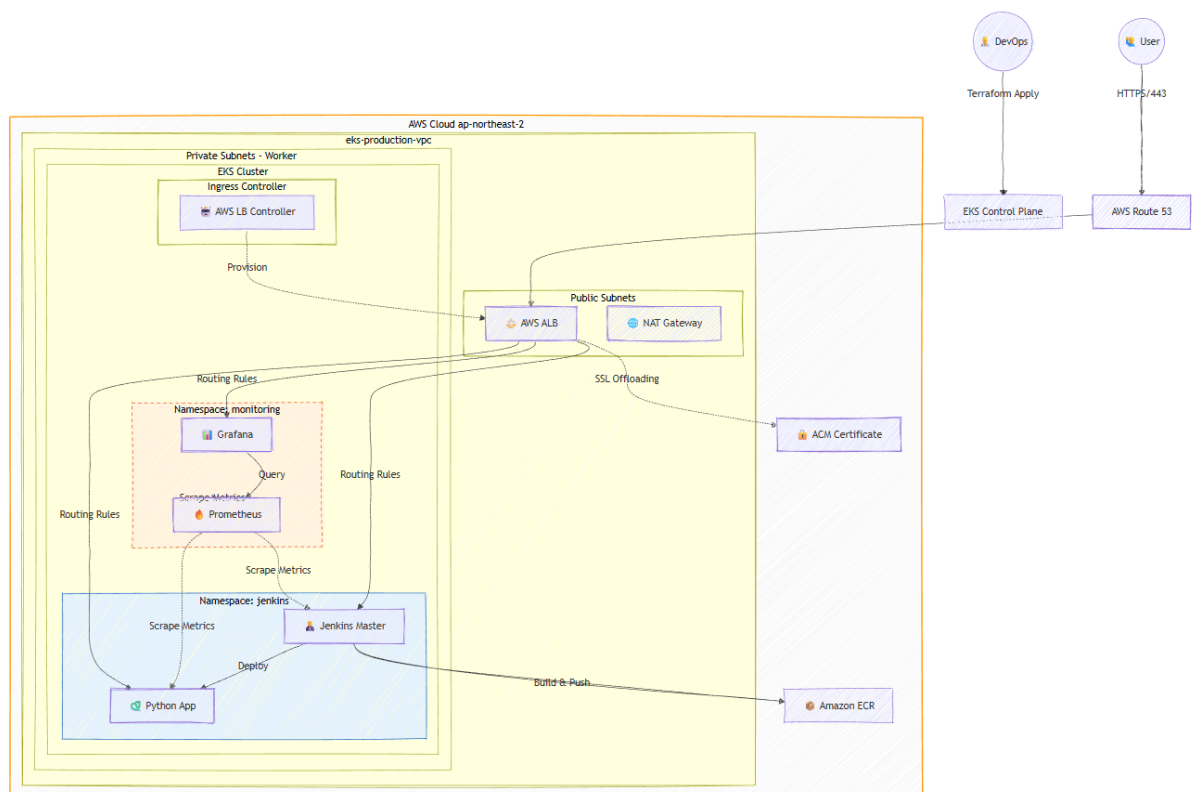 DevOps
User
Terraform Apply
HTTPS/443
AWS Cloud ap-northeast-2
eks-production-vpc
Private Subnets - Worker
EKS Cluster
Ingress Controller
AWS LB Controller
EKS Control Plane
AWS Route 53
Provision
Public Subnets
AWS ALB
NAT Gateway
Routing Rules
SSL Offloading
Namespace: monitoring
Grafana
ACM Certificate
Query
Routing Rules
Scrape Metrics
Prometheus
Routing Rules
Scrape Metrics
Namespace: jenkins
Scrape Metrics
Jenkins Master
Deploy
Build & Push
Python App
Amazon ECR